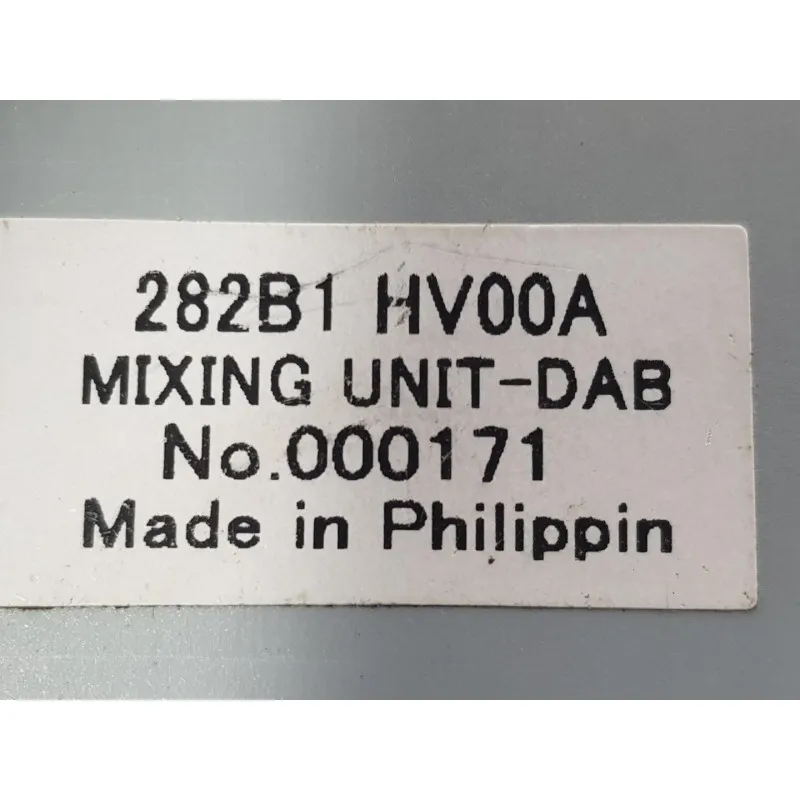 282B1 HV00A
MIXING UNIT-DAB
No.000171
Made in Philippin